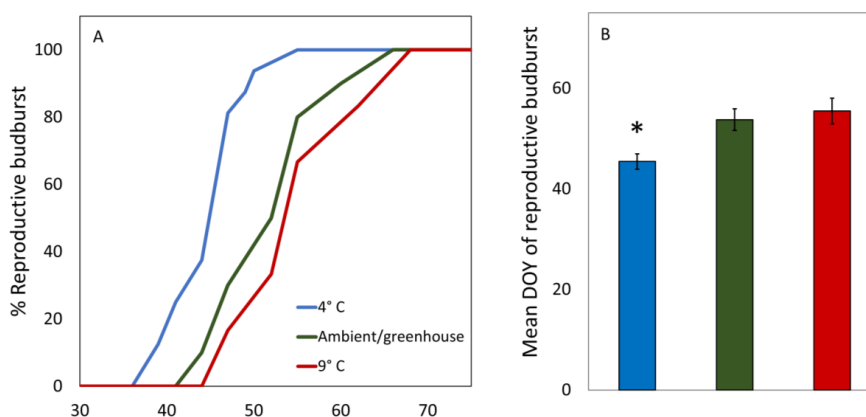 A
100
80
60
40
20
0
% Reproductive budburst
4° C
Ambient/greenhouse
9° C
30 40 50 60 70
B
60
40
20
0
Mean DOY of reproductive budburst
*